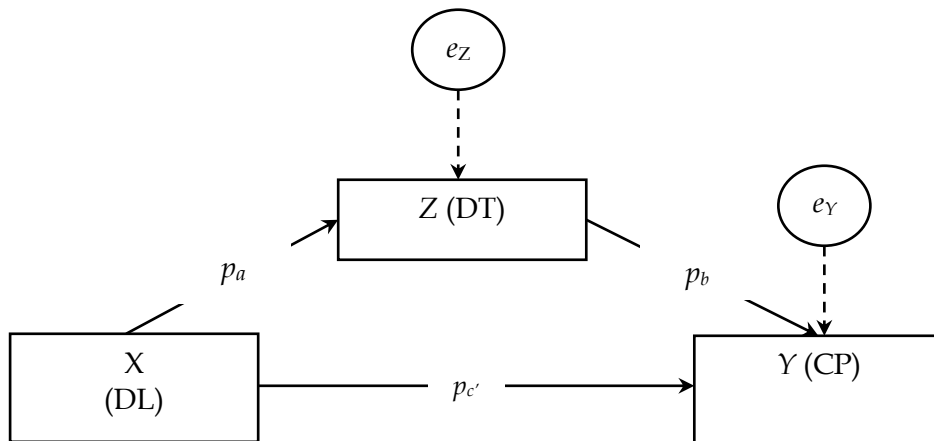 e_Z
Z (DT)
e_Y
p_a
p_b
X
(DL)
Y (CP)
p_c′